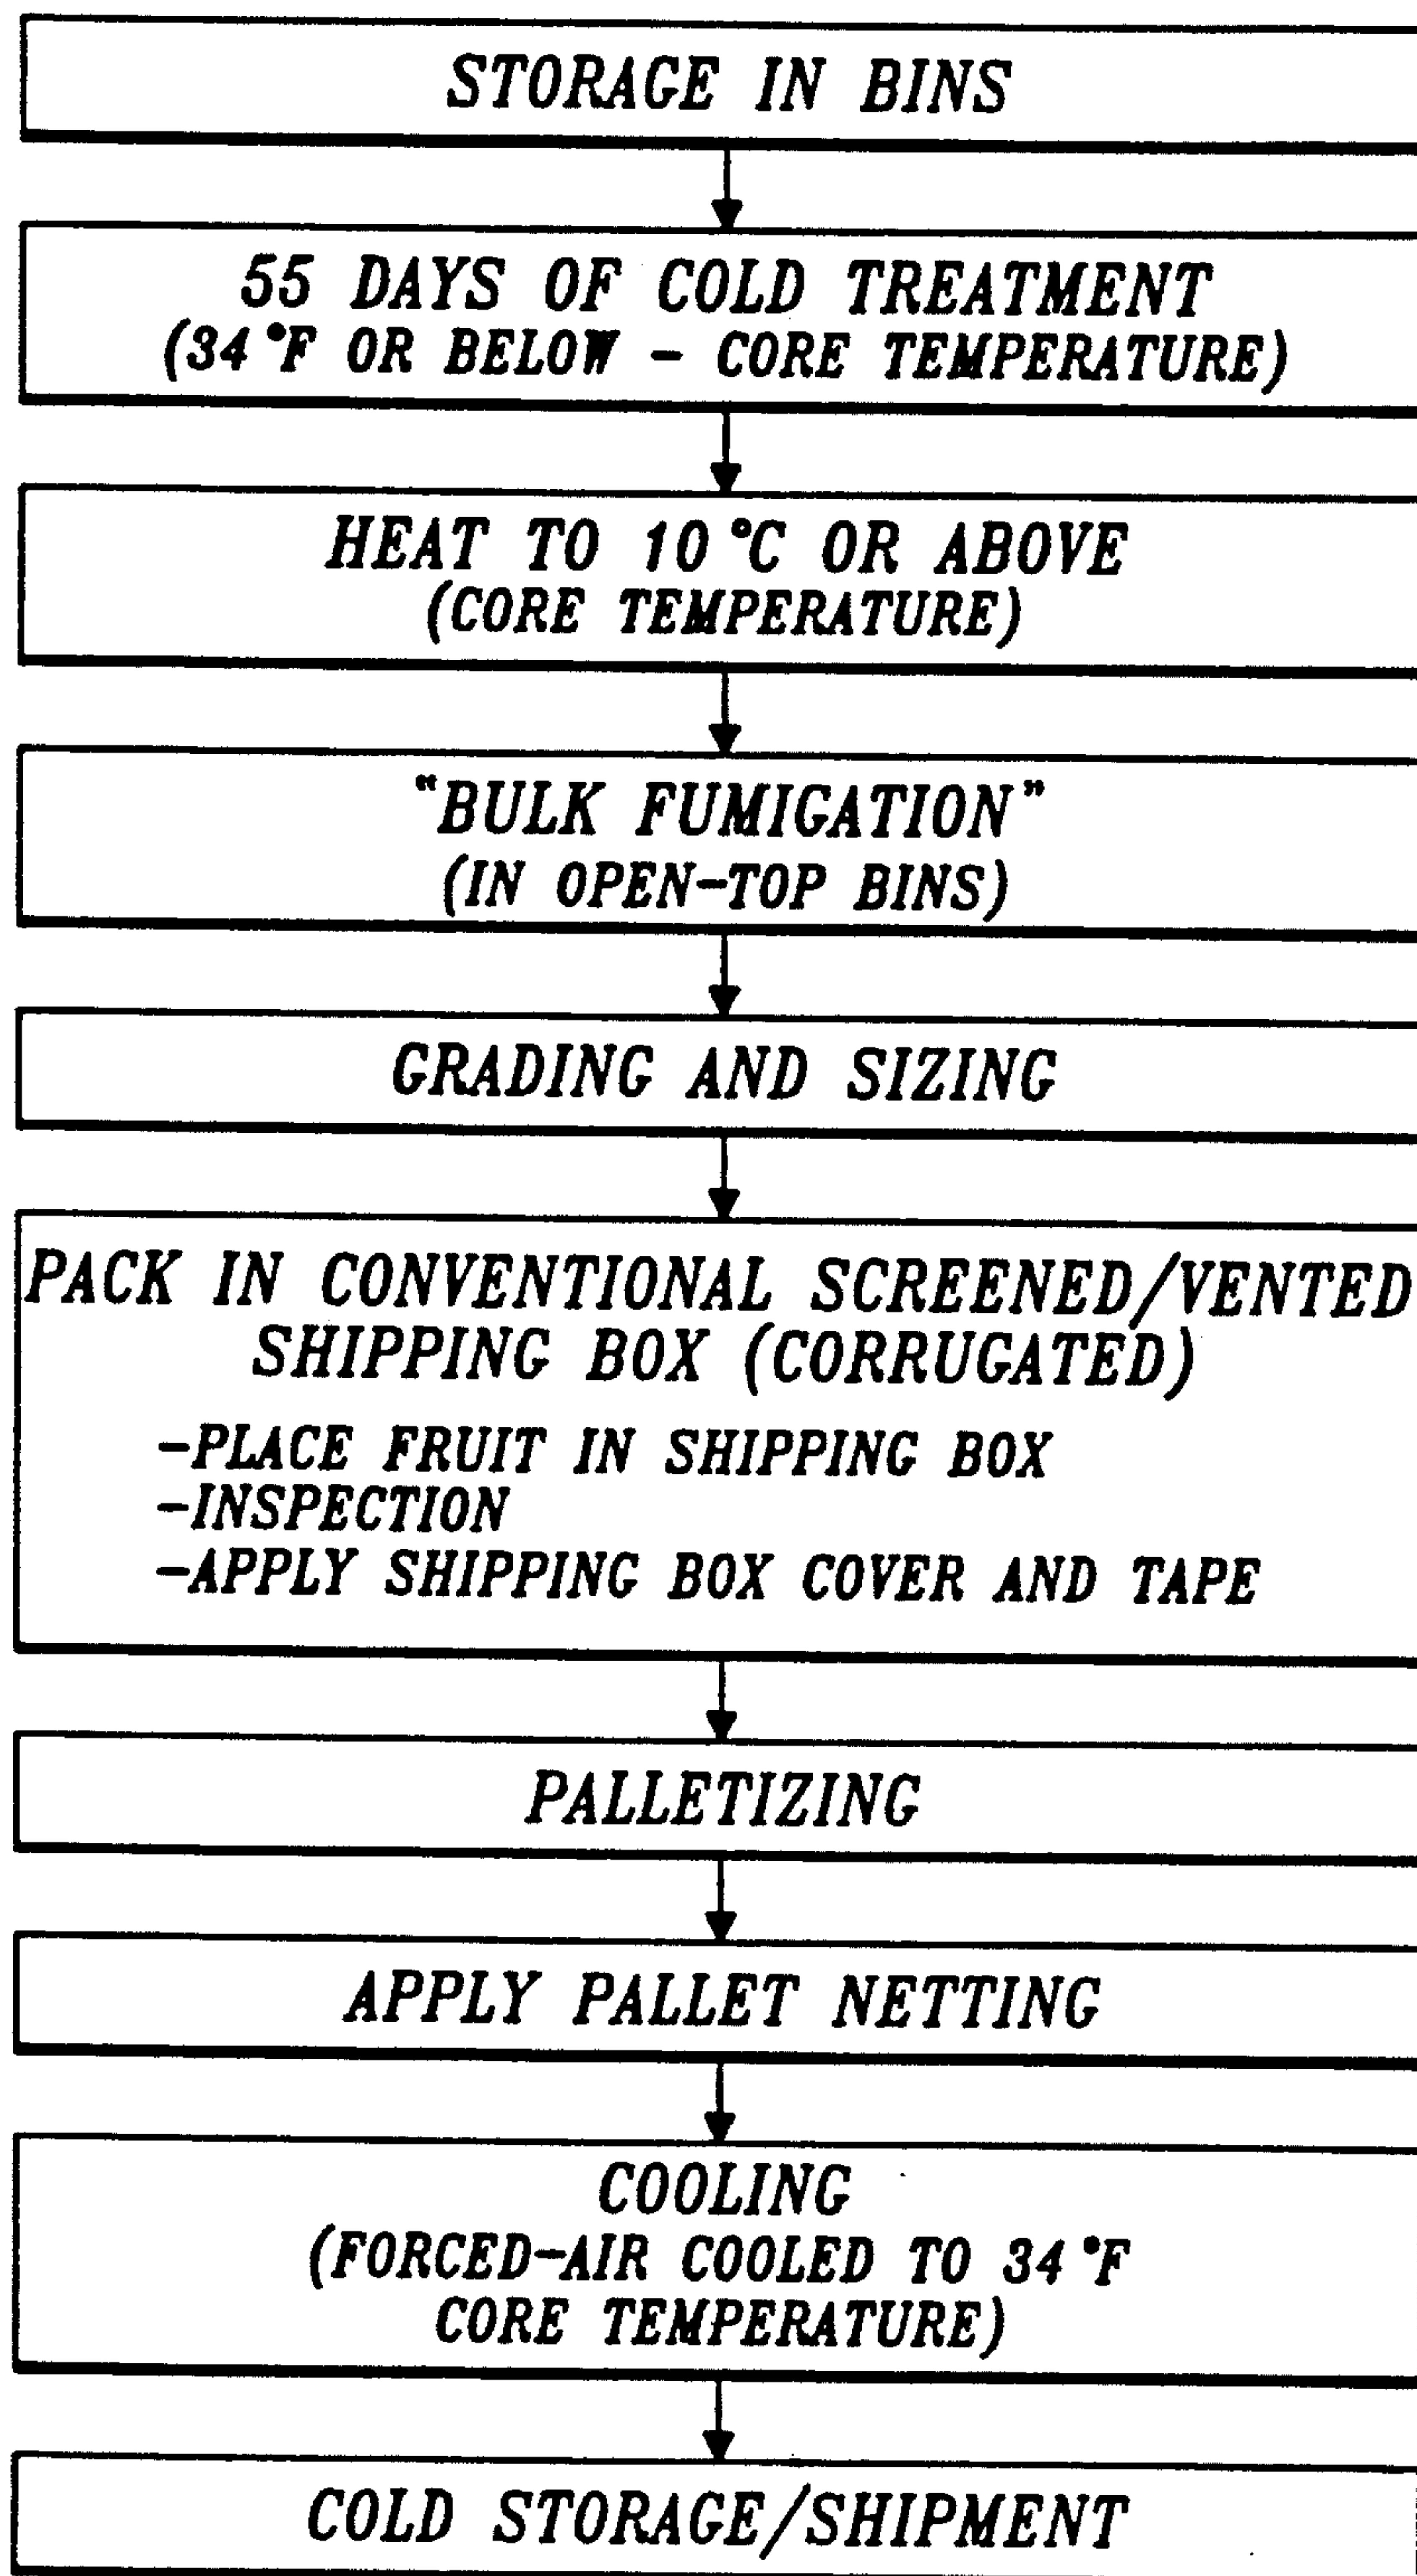 STORAGE IN BINS
55 DAYS OF COLD TREATMENT
(34°F OR BELOW - CORE TEMPERATURE)
HEAT TO 10°C OR ABOVE
(CORE TEMPERATURE)
"BULK FUMIGATION"
(IN OPEN-TOP BINS)
GRADING AND SIZING
PACK IN CONVENTIONAL SCREENED/VENTED
SHIPPING BOX (CORRUGATED)
-PLACE FRUIT IN SHIPPING BOX
-INSPECTION
-APPLY SHIPPING BOX COVER AND TAPE
PALLETIZING
APPLY PALLET NETTING
COOLING
(FORCED-AIR COOLED TO 34°F
CORE TEMPERATURE)
COLD STORAGE/SHIPMENT